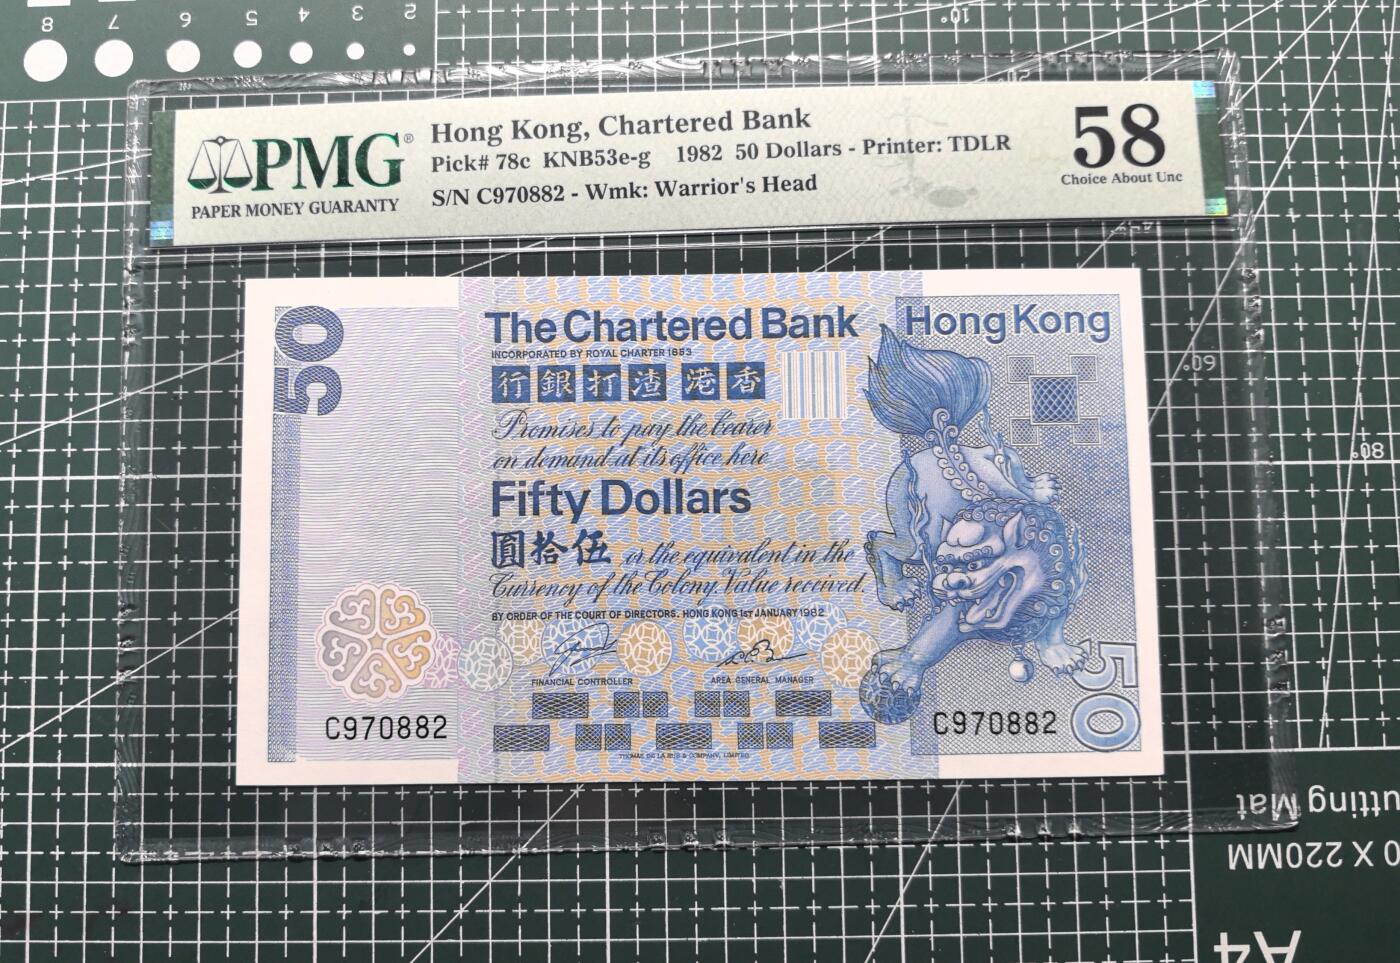 8 7 6 5 4 3 2
10°
PMG®
PAPER MONEY GUARANTY
Hong Kong, Chartered Bank
Pick# 78c KNB53e-g 1982 50 Dollars - Printer: TDLR
S/N C970882 - Wmk: Warrior's Head
58
Choice About Unc
50
The Chartered Bank
Hong Kong
INCORPORATED BY ROYAL CHARTER 1853
行銀打渣 港香
Promises to pay the bearer
on demand at its office here
Fifty Dollars
圓拾伍 or the equivalent in the
Currency of the Colony. Value received.
BY ORDER OF THE COURT OF DIRECTORS. HONG KONG 1ST JANUARY 1982
FINANCIAL CONTROLLER
AREA GENERAL MANAGER
C970882
C970882
50
THOMAS DE LA RUE & COMPANY, LIMITED
60°
80°
Cutting Mat
0 X 220MM
A4